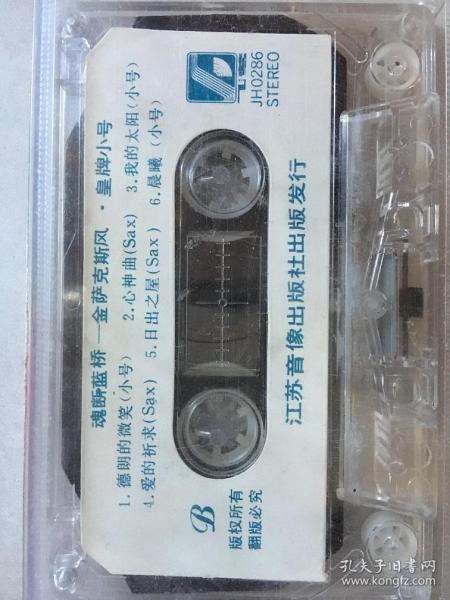 魂断蓝桥—金萨克斯风·皇牌小号
1.德朗的微笑(小号) 2.心神曲(Sax) 3.我的太阳(小号)
4.爱的祈求(Sax) 5.日出之屋(Sax) 6.晨曦(小号)
JH0286
STEREO
B
版权所有
翻版必究
江苏音像出版社出版发行
孔夫子旧书网
www.kongfz.com